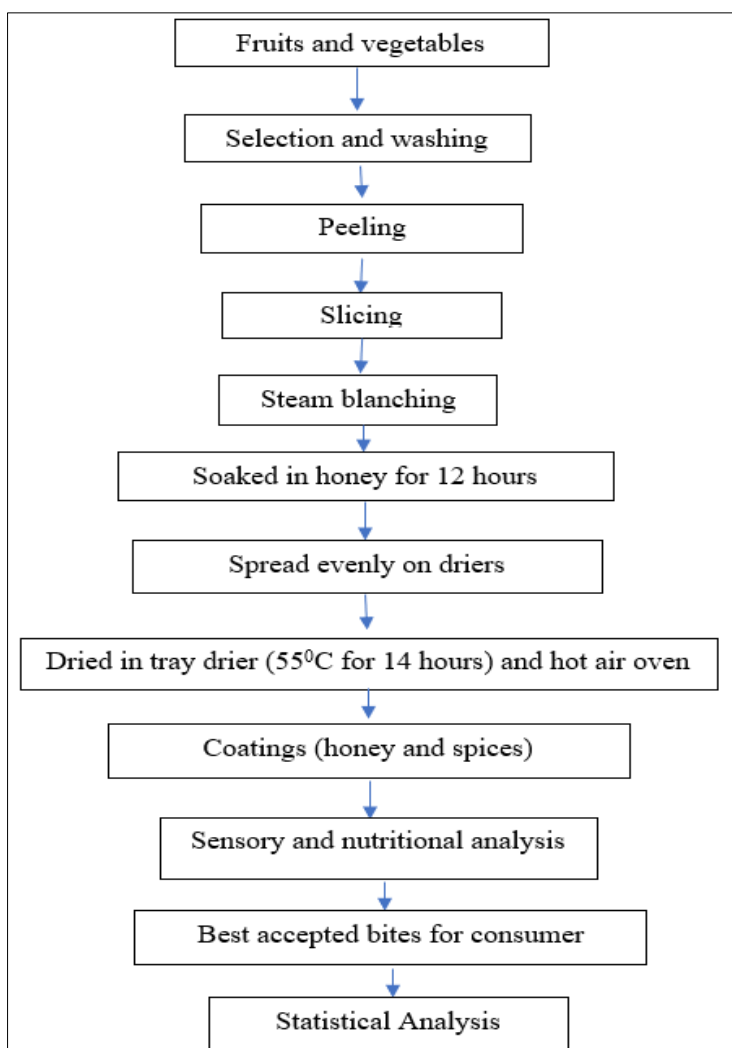 Fruits and vegetables
Selection and washing
Peeling
Slicing
Steam blanching
Soaked in honey for 12 hours
Spread evenly on driers
Dried in tray drier (55⁰C for 14 hours) and hot air oven
Coatings (honey and spices)
Sensory and nutritional analysis
Best accepted bites for consumer
Statistical Analysis